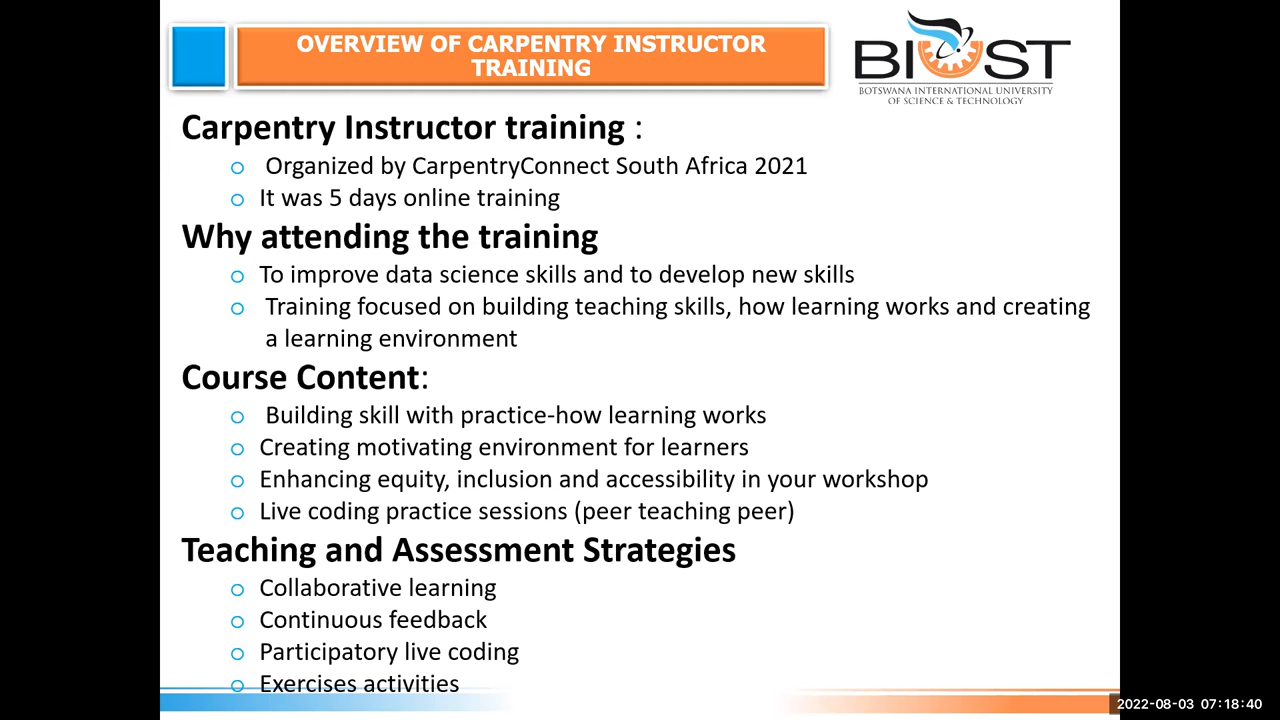 OVERVIEW OF CARPENTRY INSTRUCTOR
TRAINING
BIUST
BOTSWANA INTERNATIONAL UNIVERSITY
OF SCIENCE & TECHNOLOGY
Carpentry Instructor training :
Organized by CarpentryConnect South Africa 2021
It was 5 days online training
Why attending the training
To improve data science skills and to develop new skills
Training focused on building teaching skills, how learning works and creating
a learning environment
Course Content:
Building skill with practice-how learning works
Creating motivating environment for learners
Enhancing equity, inclusion and accessibility in your workshop
Live coding practice sessions (peer teaching peer)
Teaching and Assessment Strategies
Collaborative learning
Continuous feedback
Participatory live coding
Exercises activities
2022-08-03 07:18:40